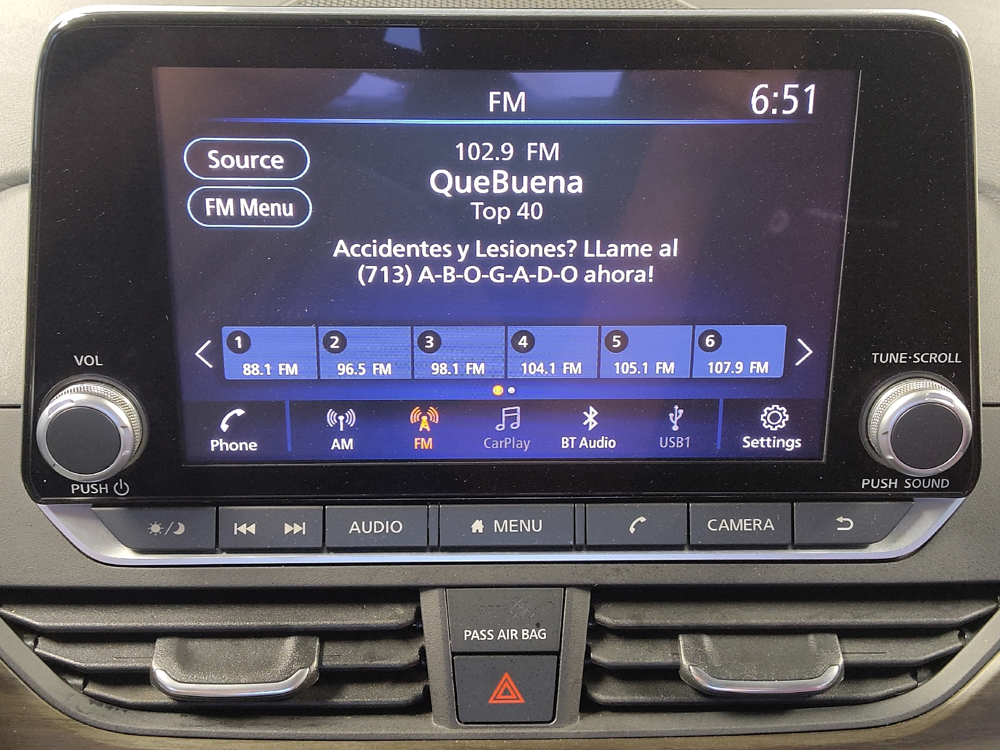 FM
6:51
Source
102.9 FM
QueBuena
FM Menu
Top 40
Accidentes y Lesiones? LLame al
(713) A-B-O-G-A-D-O ahora!
1 2 3 4 5 6
88.1 FM 96.5 FM 98.1 FM 104.1 FM 105.1 FM 107.9 FM
VOL
TUNE·SCROLL
Phone AM FM CarPlay BT Audio USB1 Settings
PUSH
PUSH SOUND
AUDIO MENU CAMERA
PASS AIR BAG